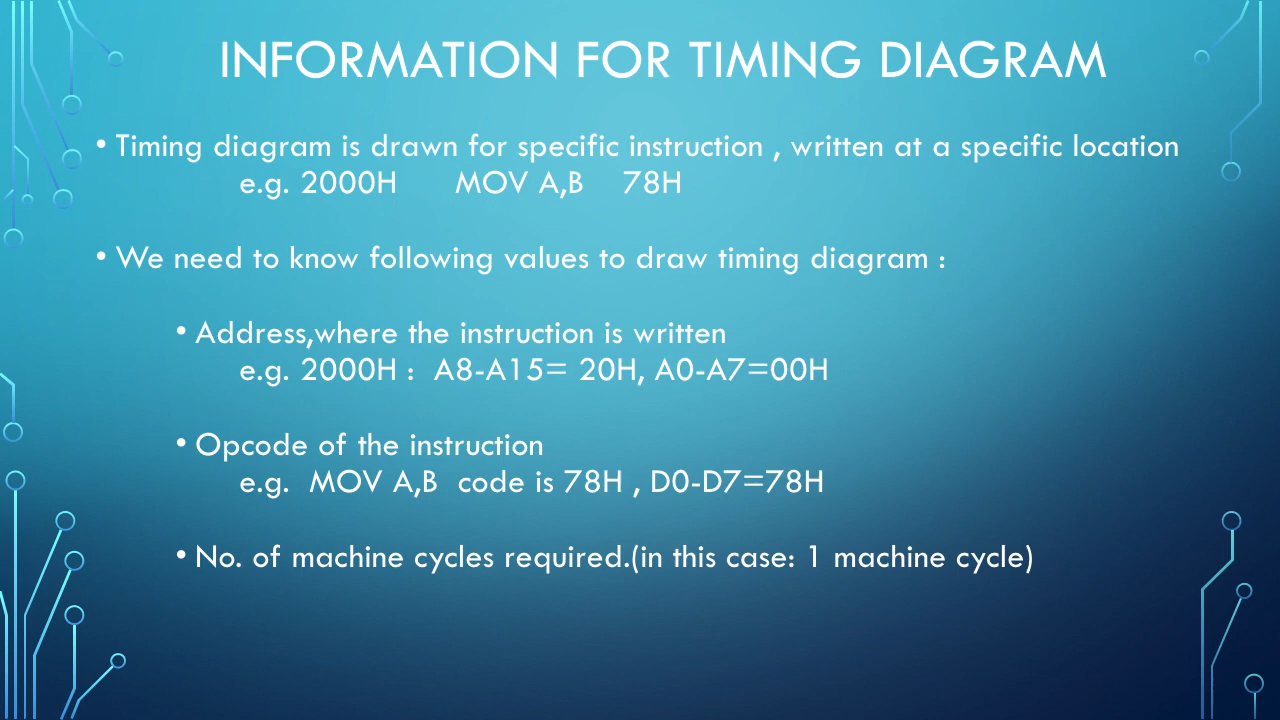 INFORMATION FOR TIMING DIAGRAM
• Timing diagram is drawn for specific instruction , written at a specific location
e.g. 2000H MOV A,B 78H
• We need to know following values to draw timing diagram :
• Address,where the instruction is written
e.g. 2000H : A8-A15= 20H, A0-A7=00H
• Opcode of the instruction
e.g. MOV A,B code is 78H , D0-D7=78H
• No. of machine cycles required.(in this case: 1 machine cycle)